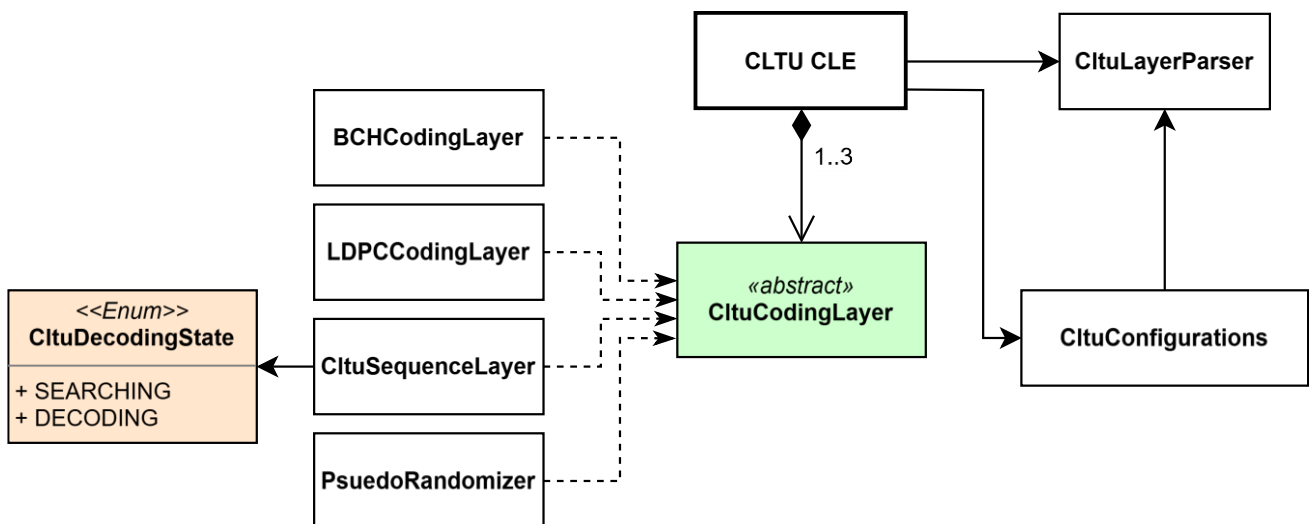 CLTU CLE
CltuLayerParser
BCHCodingLayer
1..3
LDPCCodingLayer
«abstract»
CltuCodingLayer
<<Enum>>
CltuDecodingState
+ SEARCHING
+ DECODING
CltuSequenceLayer
CltuConfigurations
PsuedoRandomizer